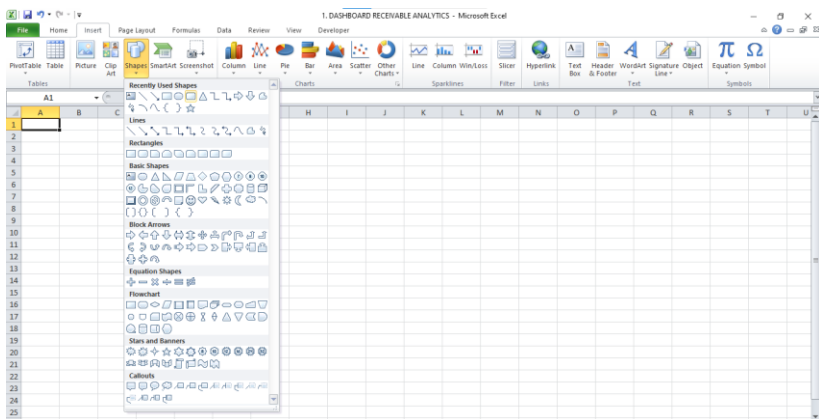 1. DASHBOARD RECEIVABLE ANALYTICS - Microsoft Excel
File Home Insert Page Layout Formulas Data Review View Developer
PivotTable Table Picture Clip Art Shapes SmartArt Screenshot Column Line Pie Bar Area Scatter Other Charts Line Column Win/Loss Slicer Hyperlink Text Box Header & Footer WordArt Signature Line Object Equation Symbol
Tables Charts Sparklines Filter Links Text Symbols
A1
A B C H I J K L M N O P Q R S T U
Recently Used Shapes
Lines
Rectangles
Basic Shapes
Block Arrows
Equation Shapes
Flowchart
Stars and Banners
Callouts
1
2
3
4
5
6
7
8
9
10
11
12
13
14
15
16
17
18
19
20
21
22
23
24
25